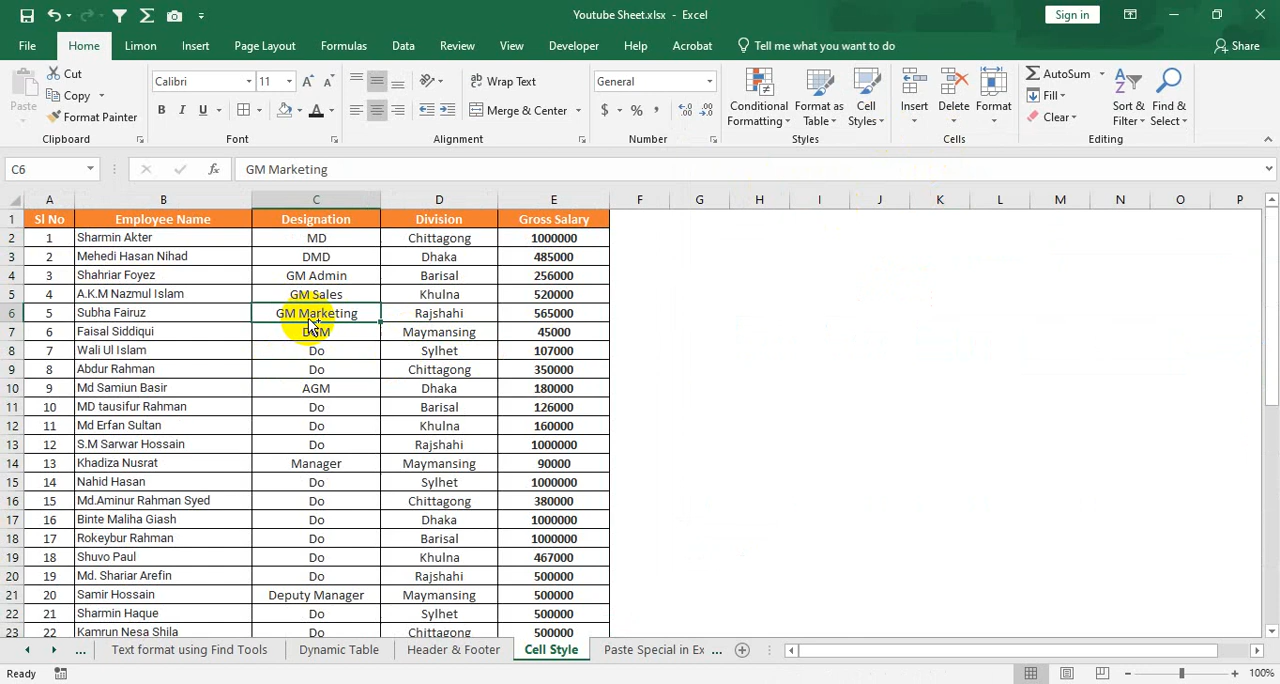 Youtube Sheet.xlsx - Excel
Sign in
File Home Limon Insert Page Layout Formulas Data Review View Developer Help Acrobat Tell me what you want to do Share
Paste
Cut
Copy
Format Painter
Clipboard
Calibri 11
B I U
Font
Wrap Text
Merge & Center
Alignment
General
$ % ,
Number
Conditional Formatting
Format as Table
Cell Styles
Styles
Insert Delete Format
Cells
AutoSum
Fill
Clear
Sort & Filter
Find & Select
Editing
C6 fx GM Marketing
A B C D E F G H I J K L M N O P
1 Sl No Employee Name Designation Division Gross Salary
2 1 Sharmin Akter MD Chittagong 1000000
3 2 Mehedi Hasan Nihad DMD Dhaka 485000
4 3 Shahriar Foyez GM Admin Barisal 256000
5 4 A.K.M Nazmul Islam GM Sales Khulna 520000
6 5 Subha Fairuz GM Marketing Rajshahi 565000
7 6 Faisal Siddiqui DGM Maymansing 45000
8 7 Wali Ul Islam Do Sylhet 107000
9 8 Abdur Rahman Do Chittagong 350000
10 9 Md Samiun Basir AGM Dhaka 180000
11 10 MD tausifur Rahman Do Barisal 126000
12 11 Md Erfan Sultan Do Khulna 160000
13 12 S.M Sarwar Hossain Do Rajshahi 1000000
14 13 Khadiza Nusrat Manager Maymansing 90000
15 14 Nahid Hasan Do Sylhet 1000000
16 15 Md.Aminur Rahman Syed Do Chittagong 380000
17 16 Binte Maliha Giash Do Dhaka 1000000
18 17 Rokeybur Rahman Do Barisal 1000000
19 18 Shuvo Paul Do Khulna 467000
20 19 Md. Shariar Arefin Do Rajshahi 500000
21 20 Samir Hossain Deputy Manager Maymansing 500000
22 21 Sharmin Haque Do Sylhet 500000
23 22 Kamrun Nesa Shila Do Chittagong 500000
... Text format using Find Tools Dynamic Table Header & Footer Cell Style Paste Special in Ex ...
Ready 100%